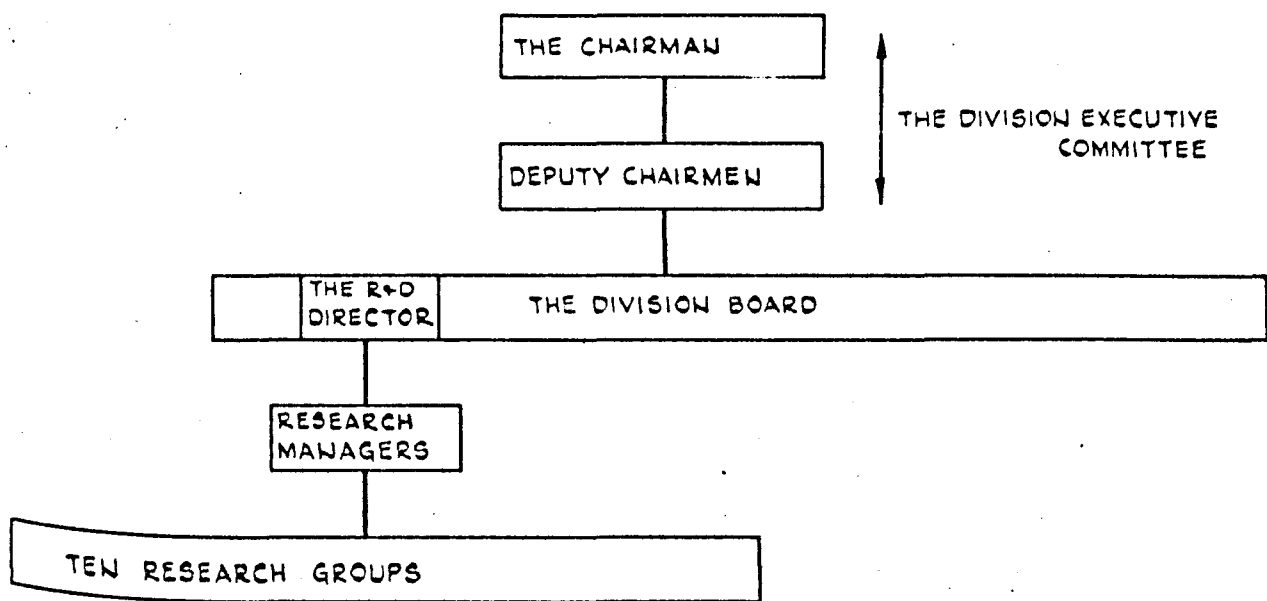 THE CHAIRMAN
THE DIVISION EXECUTIVE
COMMITTEE
DEPUTY CHAIRMEN
THE R+D
DIRECTOR
THE DIVISION BOARD
RESEARCH
MANAGERS
TEN RESEARCH GROUPS